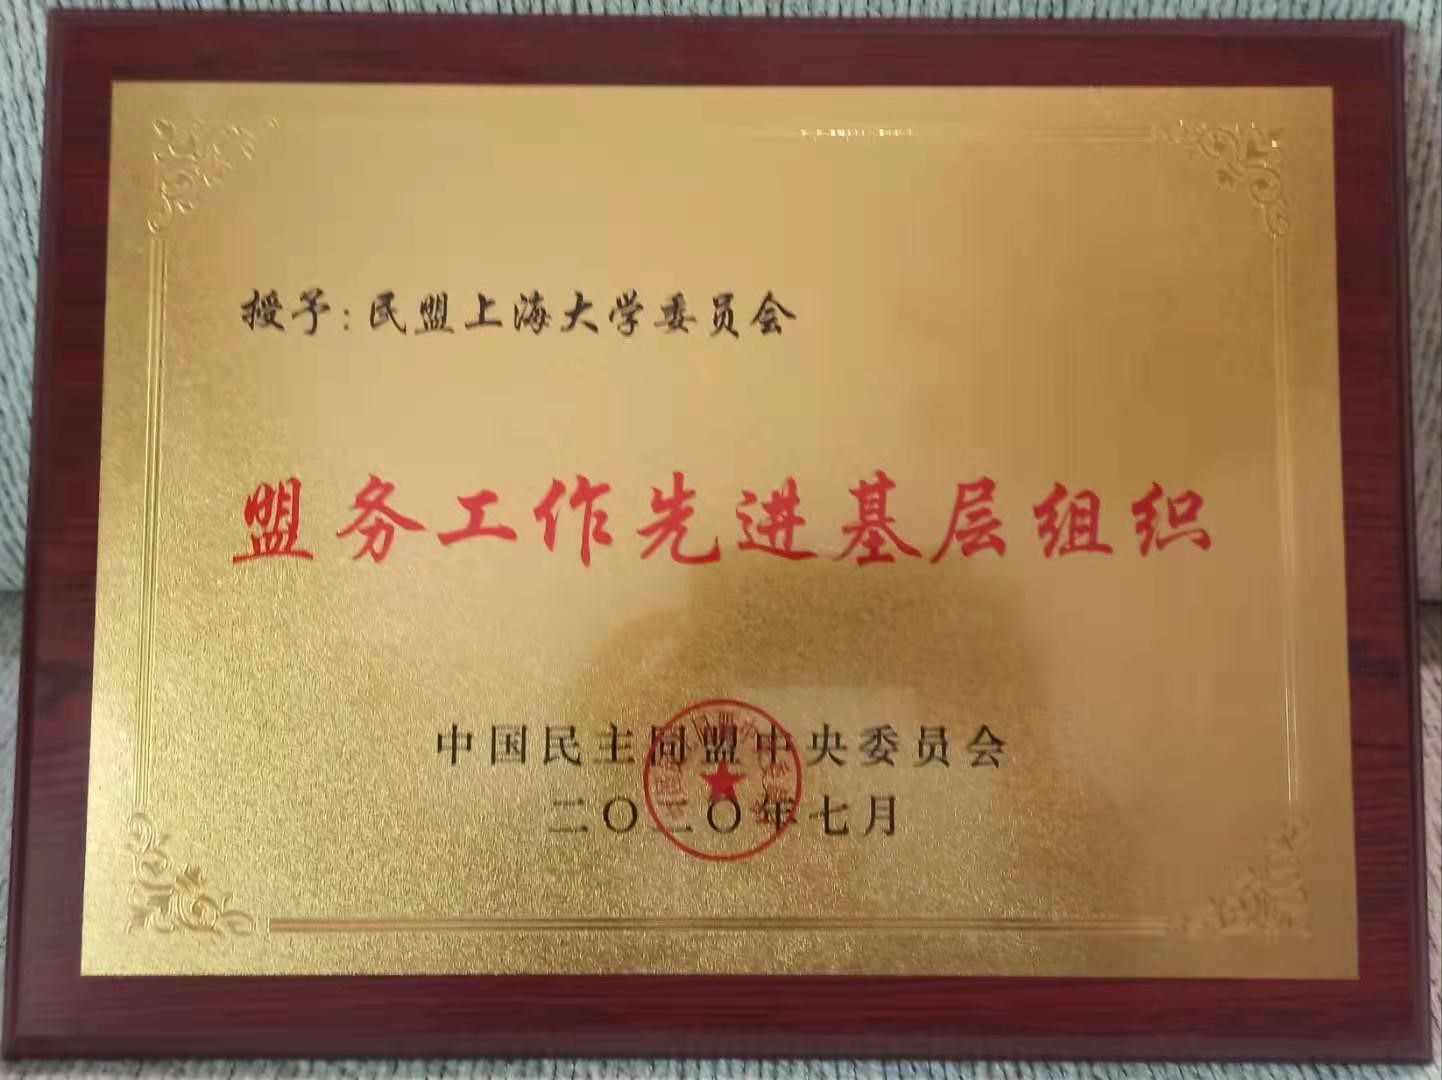 授予：民盟上海大学委员会
盟务工作先进基层组织
中国民主同盟中央委员会
二〇二〇年七月